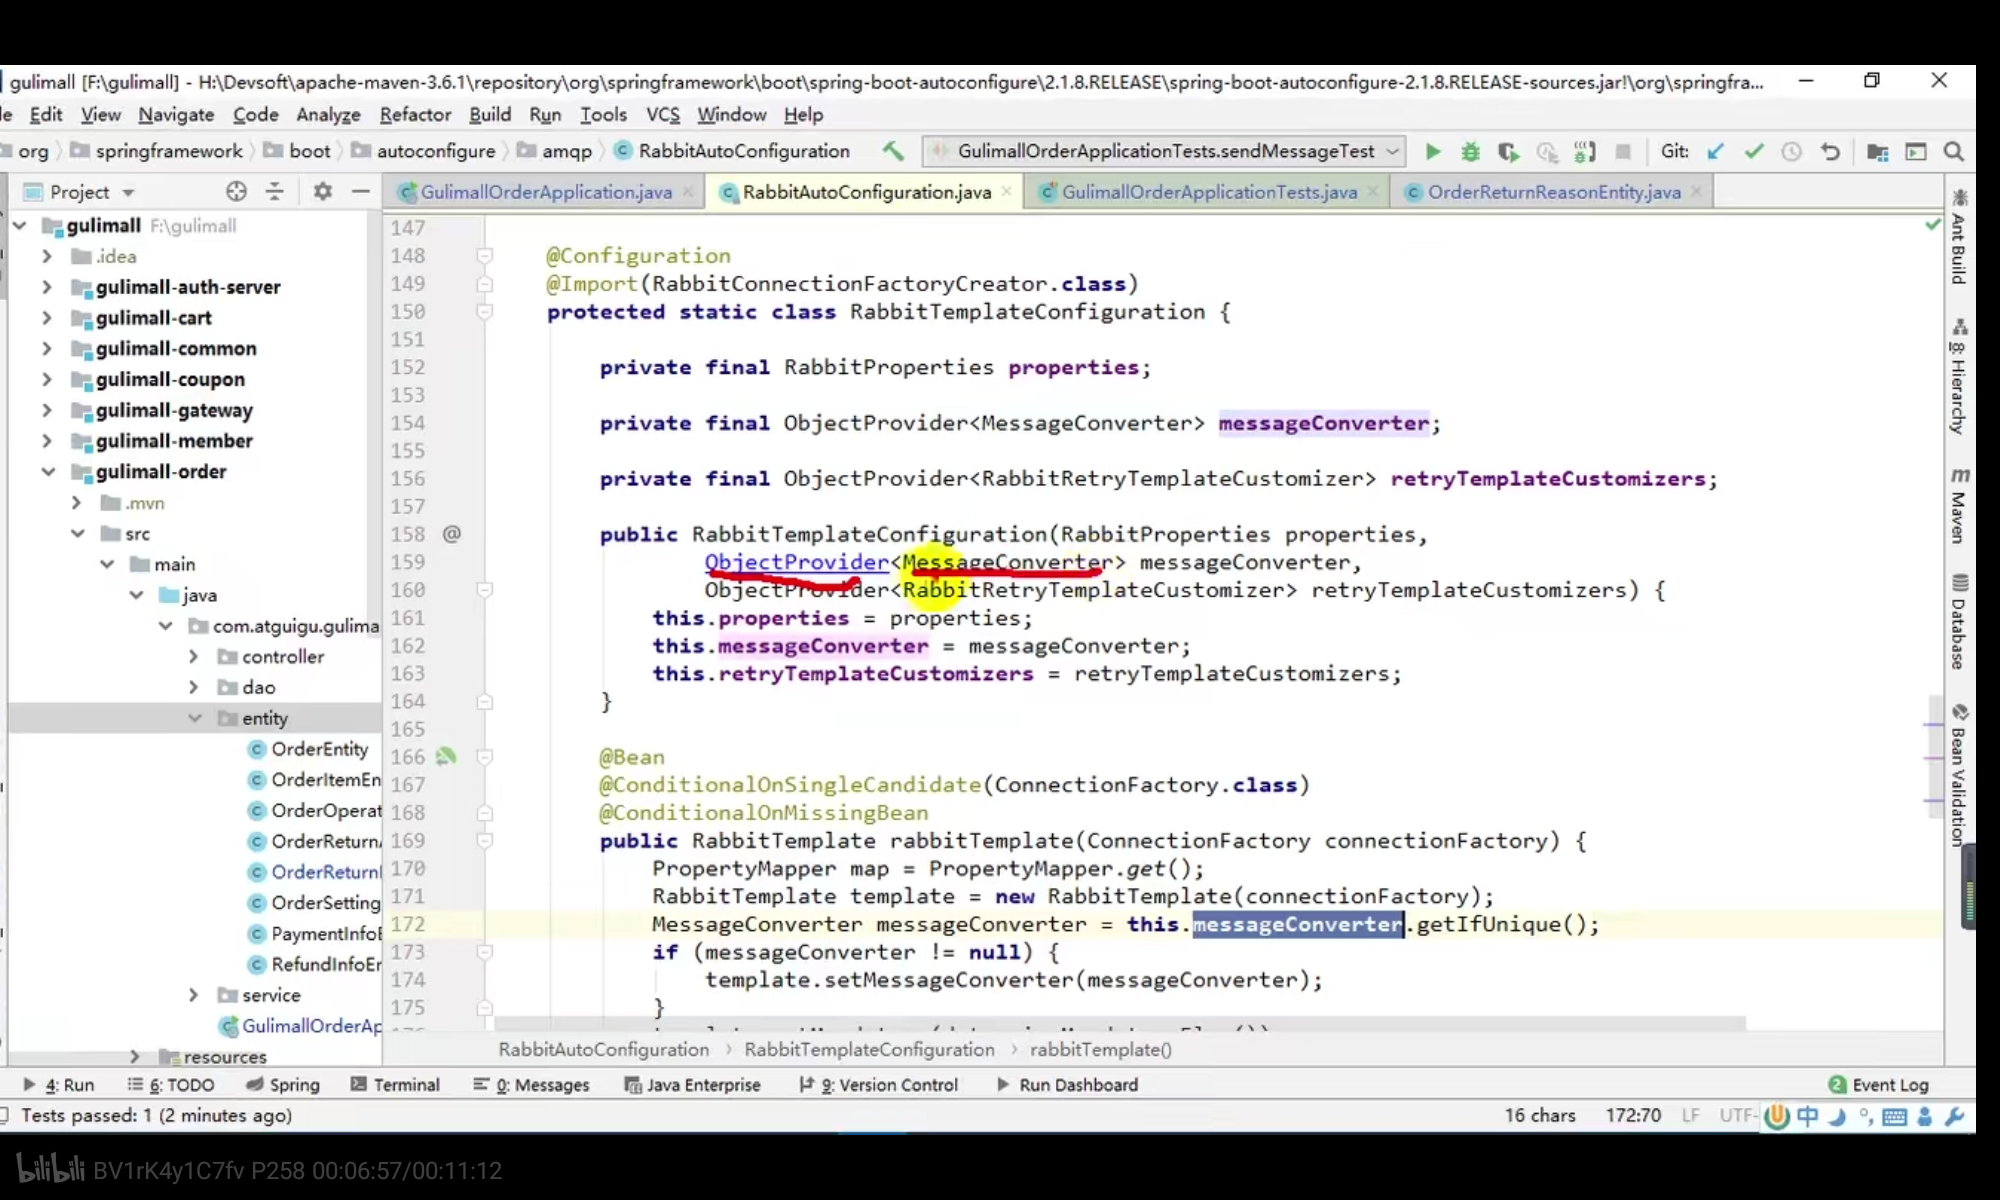 gulimall [F:\gulimall] - H:\Devsoft\apache-maven-3.6.1\repository\org\springframework\boot\spring-boot-autoconfigure\2.1.8.RELEASE\spring-boot-autoconfigure-2.1.8.RELEASE-sources.jar!\org\springfra...
Edit View Navigate Code Analyze Refactor Build Run Tools VCS Window Help
org springframework boot autoconfigure amqp RabbitAutoConfiguration GulimallOrderApplicationTests.sendMessageTest Git:
Project GulimallOrderApplication.java RabbitAutoConfiguration.java GulimallOrderApplicationTests.java OrderReturnReasonEntity.java
gulimall F:\gulimall
.idea
gulimall-auth-server
gulimall-cart
gulimall-common
gulimall-coupon
gulimall-gateway
gulimall-member
gulimall-order
.mvn
src
main
java
com.atguigu.gulima
controller
dao
entity
OrderEntity
OrderItemEn
OrderOperat
OrderReturn
OrderReturn
OrderSetting
PaymentInfo
RefundInfoEr
service
GulimallOrderAp
resources
147
148 @Configuration
149 @Import(RabbitConnectionFactoryCreator.class)
150 protected static class RabbitTemplateConfiguration {
151
152 private final RabbitProperties properties;
153
154 private final ObjectProvider<MessageConverter> messageConverter;
155
156 private final ObjectProvider<RabbitRetryTemplateCustomizer> retryTemplateCustomizers;
157
158 @ public RabbitTemplateConfiguration(RabbitProperties properties,
159 ObjectProvider<MessageConverter> messageConverter,
160 ObjectProvider<RabbitRetryTemplateCustomizer> retryTemplateCustomizers) {
161 this.properties = properties;
162 this.messageConverter = messageConverter;
163 this.retryTemplateCustomizers = retryTemplateCustomizers;
164 }
165
166 @Bean
167 @ConditionalOnSingleCandidate(ConnectionFactory.class)
168 @ConditionalOnMissingBean
169 public RabbitTemplate rabbitTemplate(ConnectionFactory connectionFactory) {
170 PropertyMapper map = PropertyMapper.get();
171 RabbitTemplate template = new RabbitTemplate(connectionFactory);
172 MessageConverter messageConverter = this.messageConverter.getIfUnique();
173 if (messageConverter != null) {
174 template.setMessageConverter(messageConverter);
175 }
RabbitAutoConfiguration › RabbitTemplateConfiguration › rabbitTemplate()
Ant Build
8: Hierarchy
Maven
Database
Bean Validation
4: Run 6: TODO Spring Terminal 0: Messages Java Enterprise 9: Version Control Run Dashboard 2 Event Log
Tests passed: 1 (2 minutes ago) 16 chars 172:70 LF UTF- 中
bilibili BV1rK4y1C7fv P258 00:06:57/00:11:12